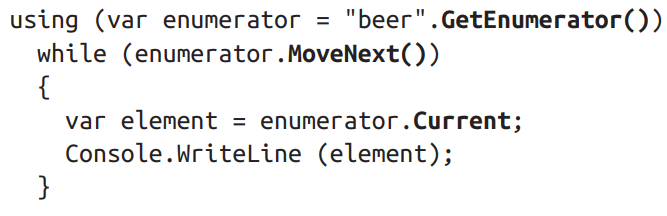 using (var enumerator = "beer".GetEnumerator())
  while (enumerator.MoveNext())
  {
    var element = enumerator.Current;
    Console.WriteLine (element);
  }